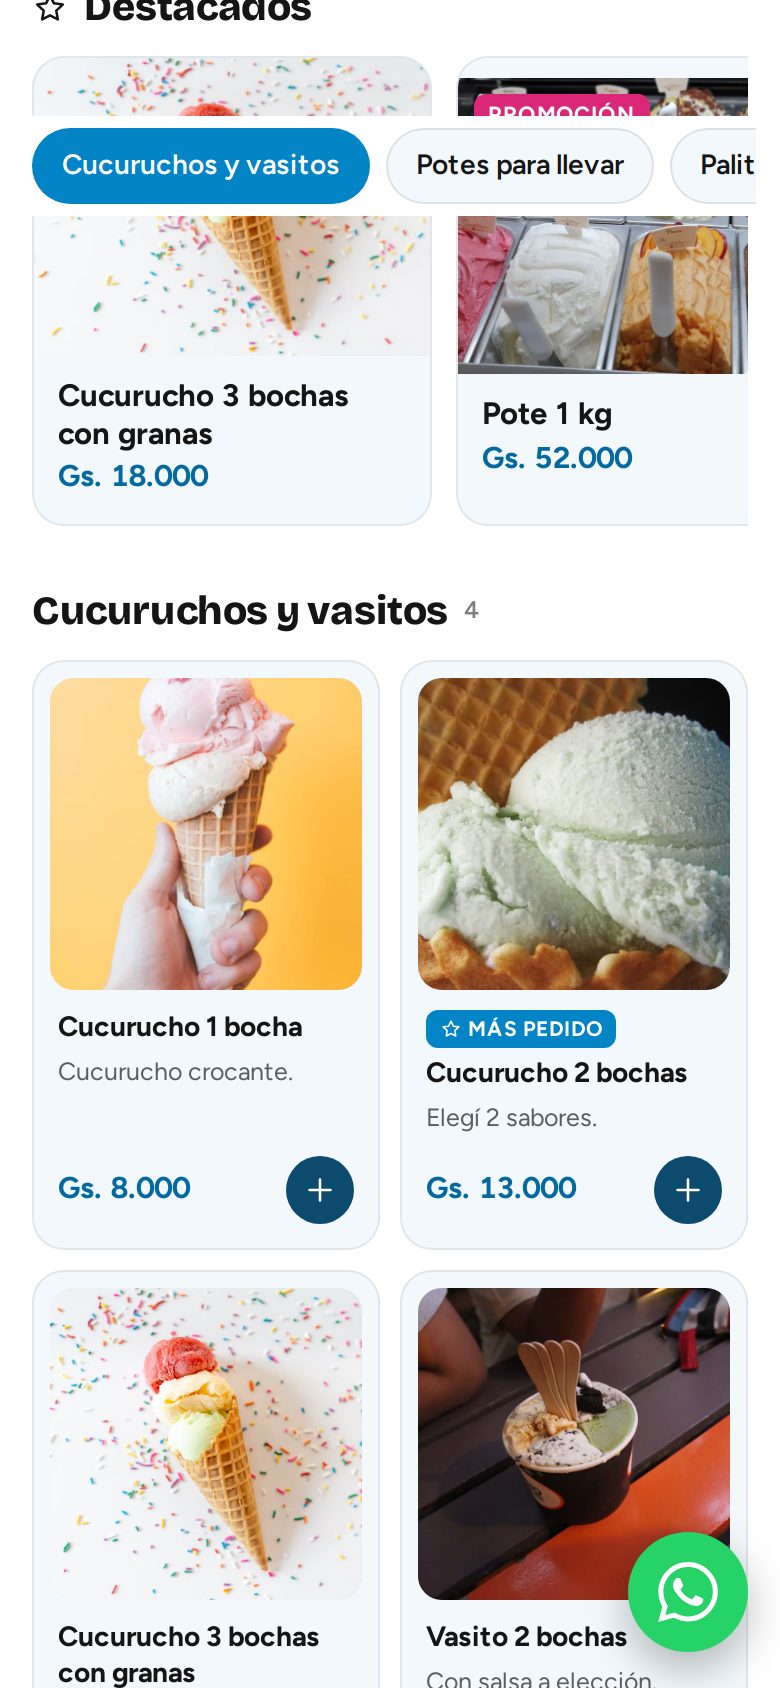 Destacados
PROMOCIÓN
Cucuruchos y vasitos
Potes para llevar
Palit
Cucurucho 3 bochas
con granas
Gs. 18.000
Pote 1 kg
Gs. 52.000
Cucuruchos y vasitos 4
Cucurucho 1 bocha
Cucurucho crocante.
Gs. 8.000
MÁS PEDIDO
Cucurucho 2 bochas
Elegí 2 sabores.
Gs. 13.000
Cucurucho 3 bochas
con granas
Vasito 2 bochas
Con salsa a elección.